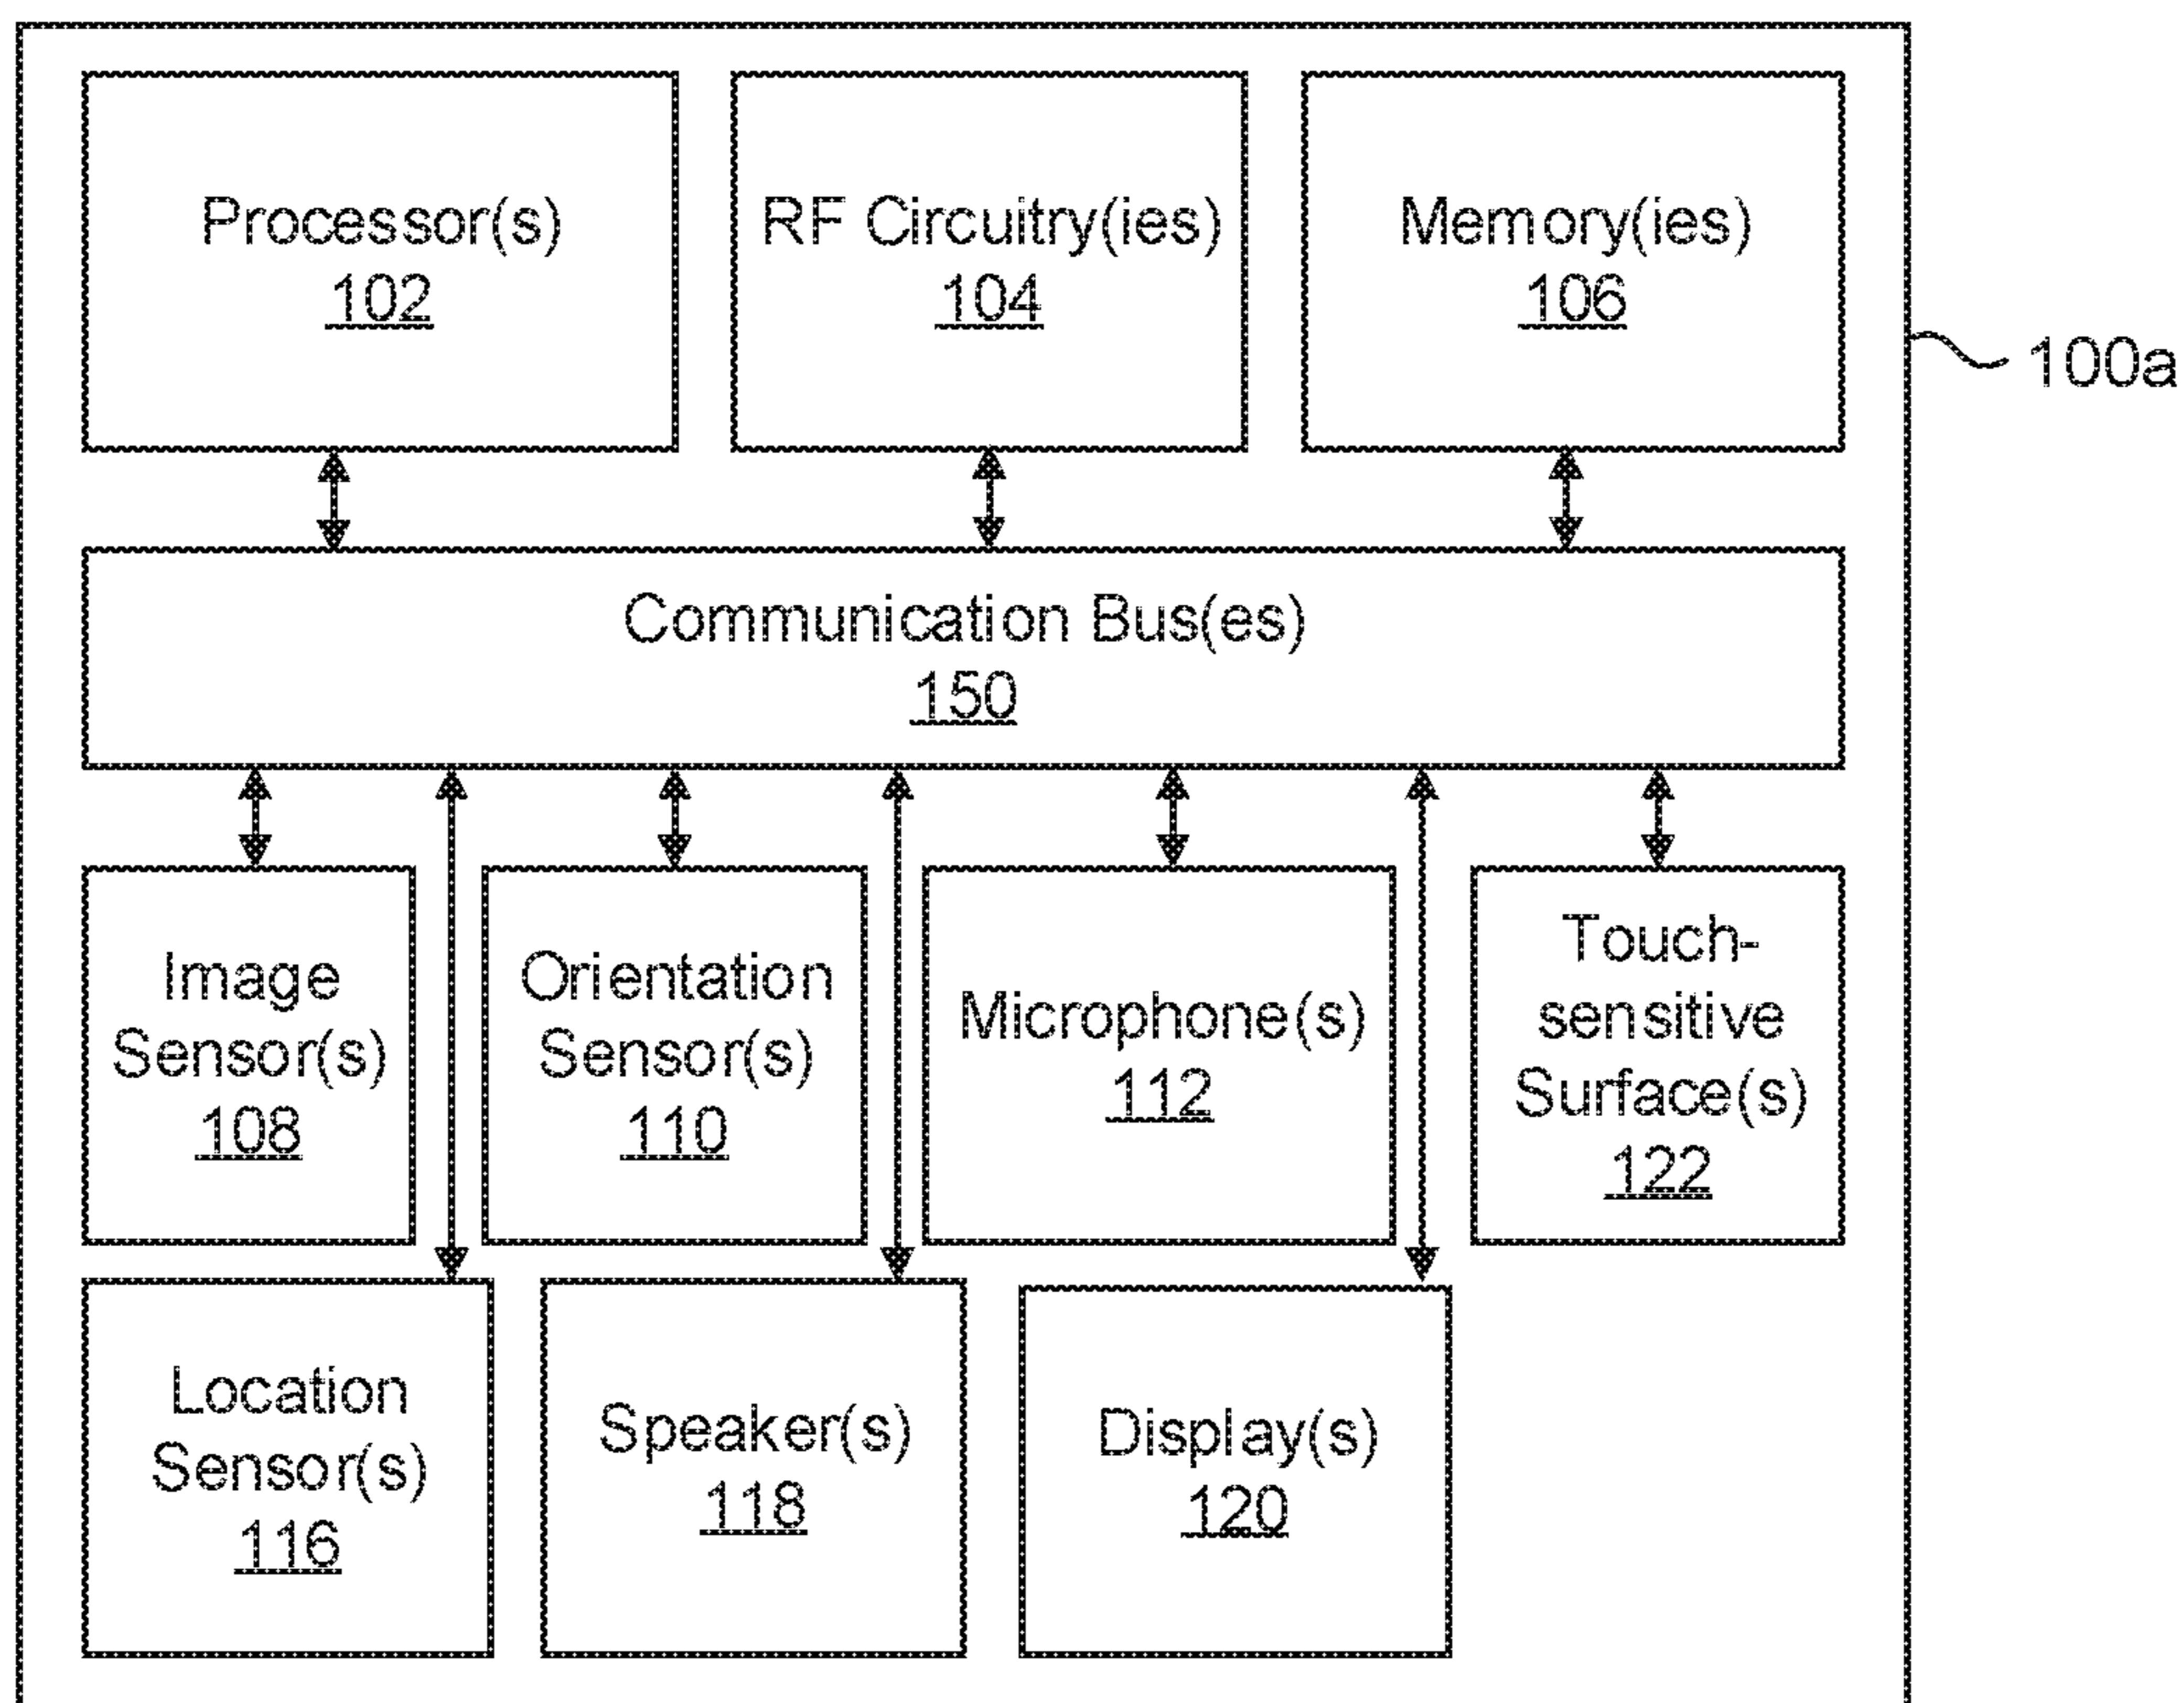 Processor(s)
102
RF Circuitry(ies)
104
Memory(ies)
106
100a
Communication Bus(es)
150
Image
Sensor(s)
108
Orientation
Sensor(s)
110
Microphone(s)
112
Touch-
sensitive
Surface(s)
122
Location
Sensor(s)
116
Speaker(s)
118
Display(s)
120